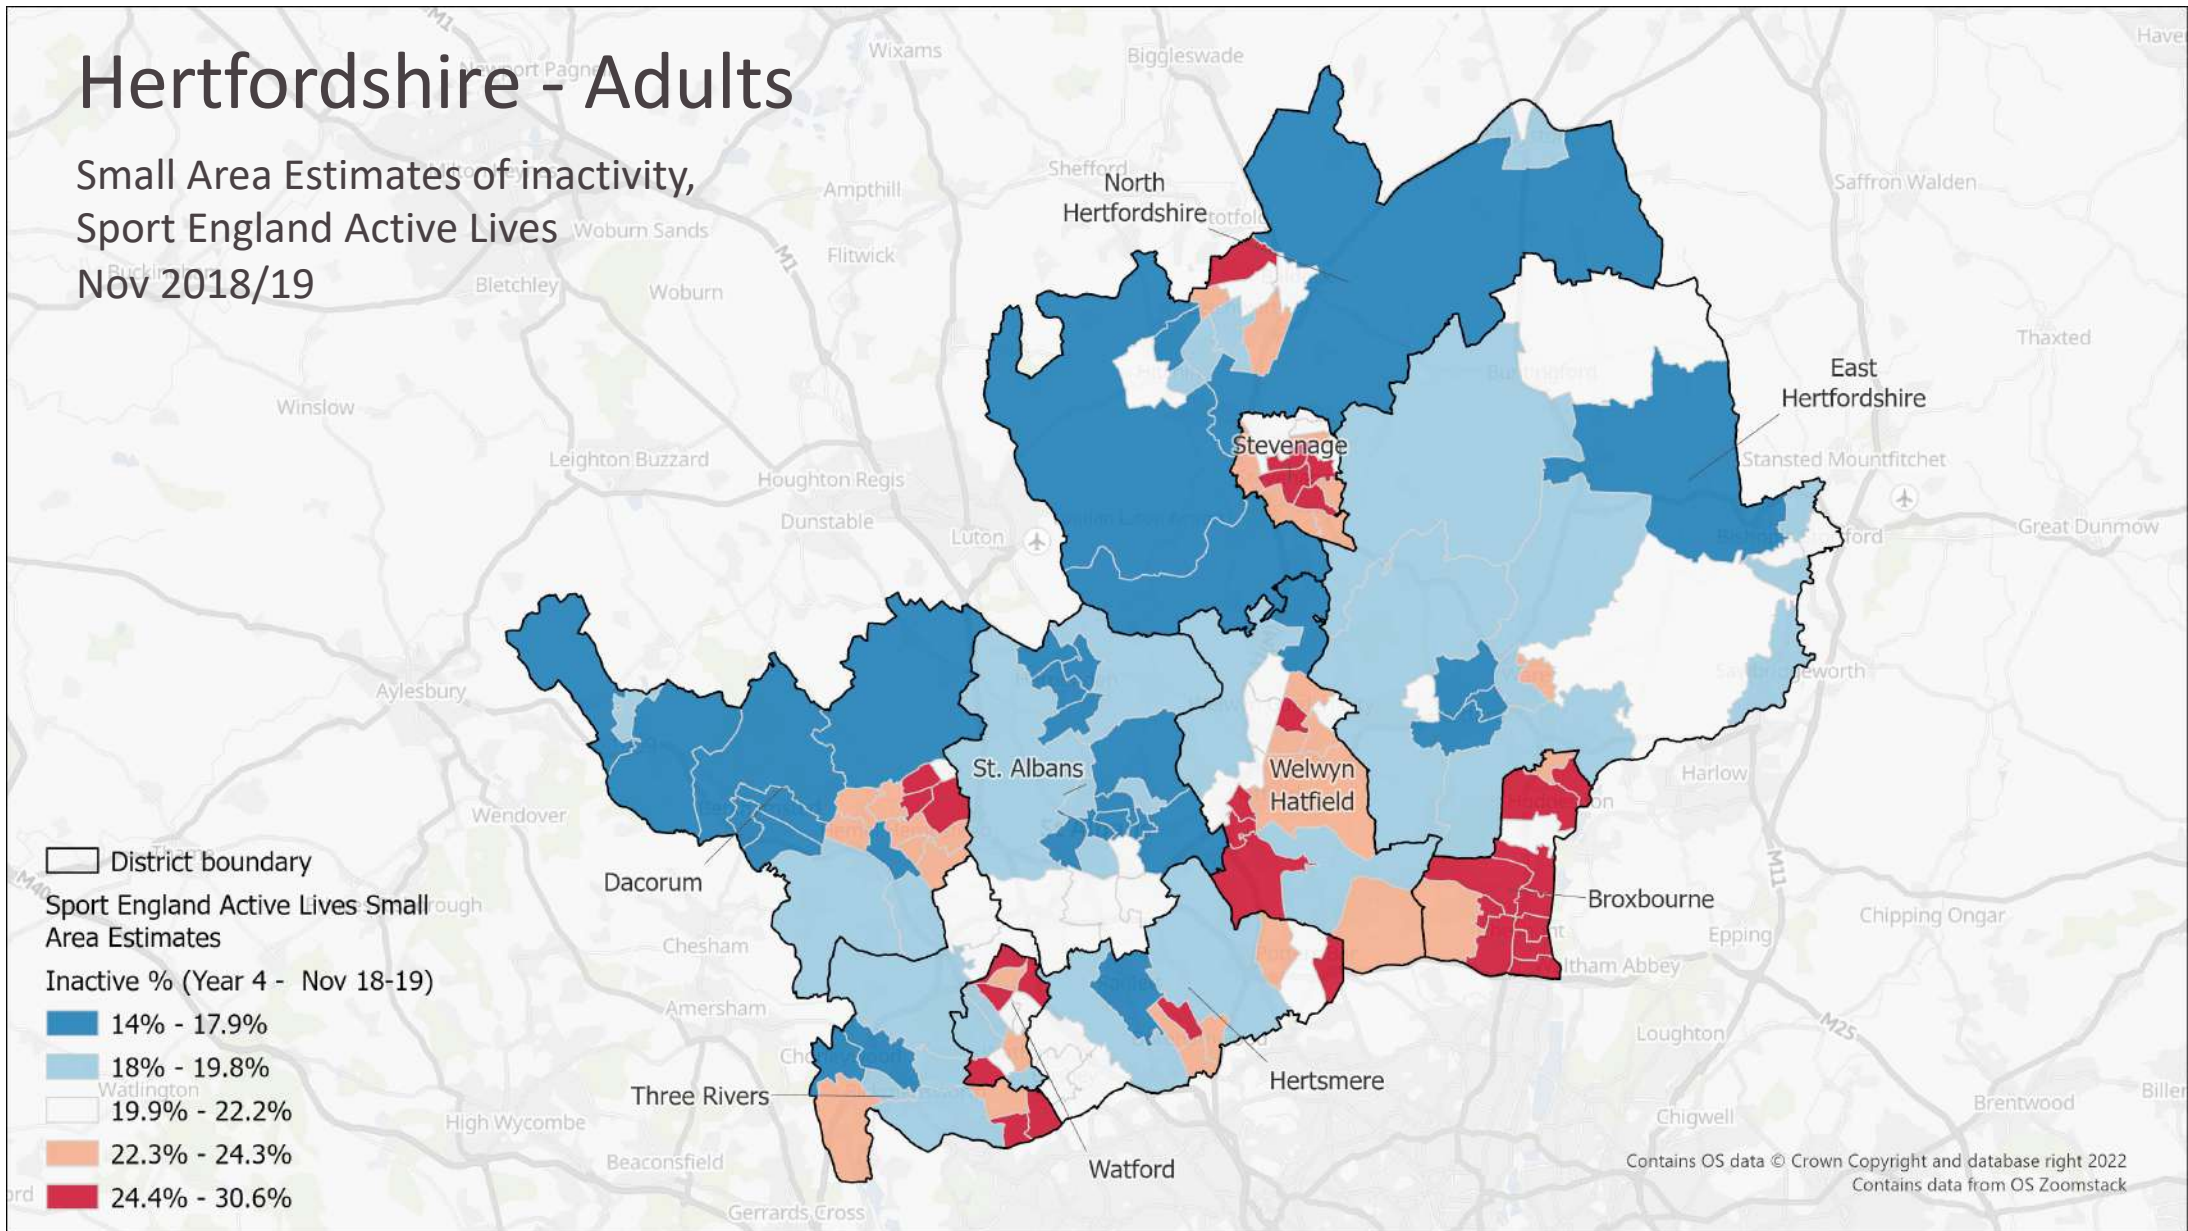 Hertfordshire - Adults
Small Area Estimates of inactivity,
Sport England Active Lives
Nov 2018/19
M1
Wixams
Biggleswade
Shefford
Ampthill
Saffron Walden
North
Hertfordshire
Woburn Sands
Flitwick
M1
Bletchley
Woburn
Thaxted
East
Hertfordshire
Winslow
Stevenage
Leighton Buzzard
Houghton Regis
Stansted Mountfitchet
Dunstable
Luton
Great Dunmow
Aylesbury
St. Albans
Welwyn
Hatfield
Harlow
Wendover
M11
Dacorum
Broxbourne
Chipping Ongar
Chesham
Epping
Amersham
Loughton
M25
Three Rivers
Hertsmere
High Wycombe
Chigwell
Brentwood
Watford
Beaconsfield
Gerrards Cross
District boundary
Sport England Active Lives Small
Area Estimates
Inactive % (Year 4 - Nov 18-19)
14% - 17.9%
18% - 19.8%
Watlington
19.9% - 22.2%
22.3% - 24.3%
24.4% - 30.6%
M40
Contains OS data © Crown Copyright and database right 2022
Contains data from OS Zoomstack